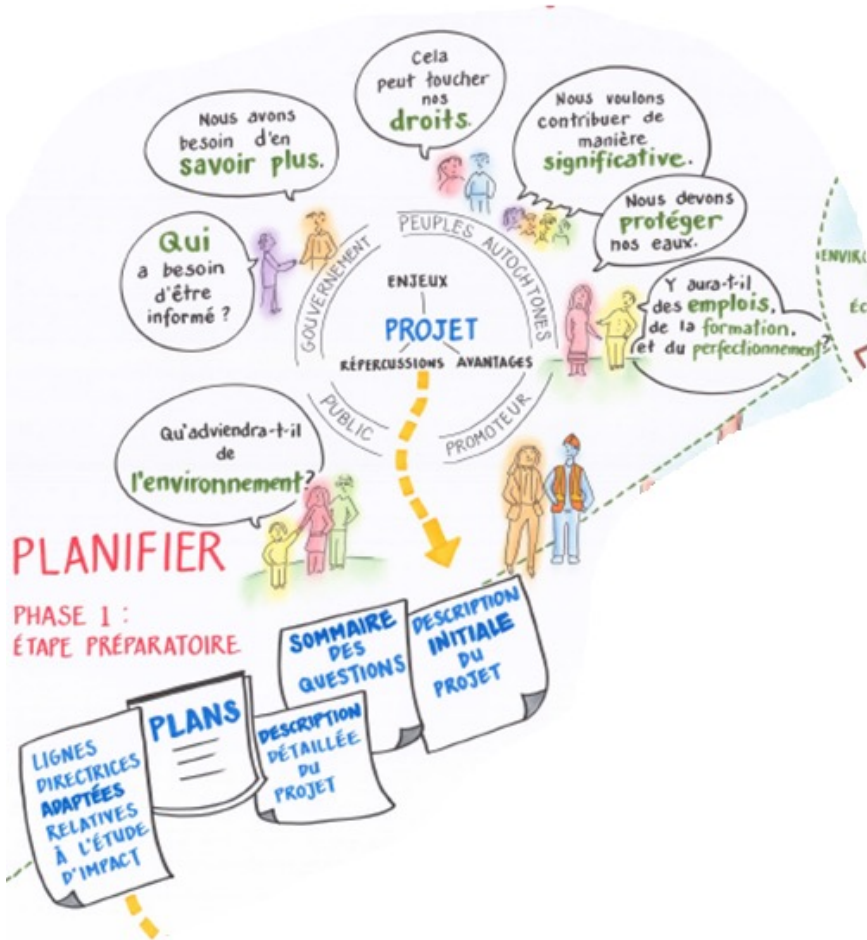 Cela
peut toucher
nos
droits.
Nous avons
besoin d'en
savoir plus.
Nous voulons
contribuer de
manière
significative.
Nous devons
protéger
nos eaux.
Qui
a besoin
d'être
informé ?
Y aura-t-il
des emplois,
de la formation,
et du perfectionnement?
GOUVERNEMENT
PEUPLES AUTOCHTONES
PROMOTEUR
PUBLIC
ENJEUX
PROJET
RÉPERCUSSIONS AVANTAGES
Qu'adviendra-t-il
de
l'environnement?
PLANIFIER
PHASE 1 :
ÉTAPE PRÉPARATOIRE
DESCRIPTION
INITIALE
DU
PROJET
SOMMAIRE
DES
QUESTIONS
DESCRIPTION
DÉTAILLÉE
DU
PROJET
PLANS
LIGNES
DIRECTRICES
ADAPTÉES
RELATIVES
À L'ÉTUDE
D'IMPACT